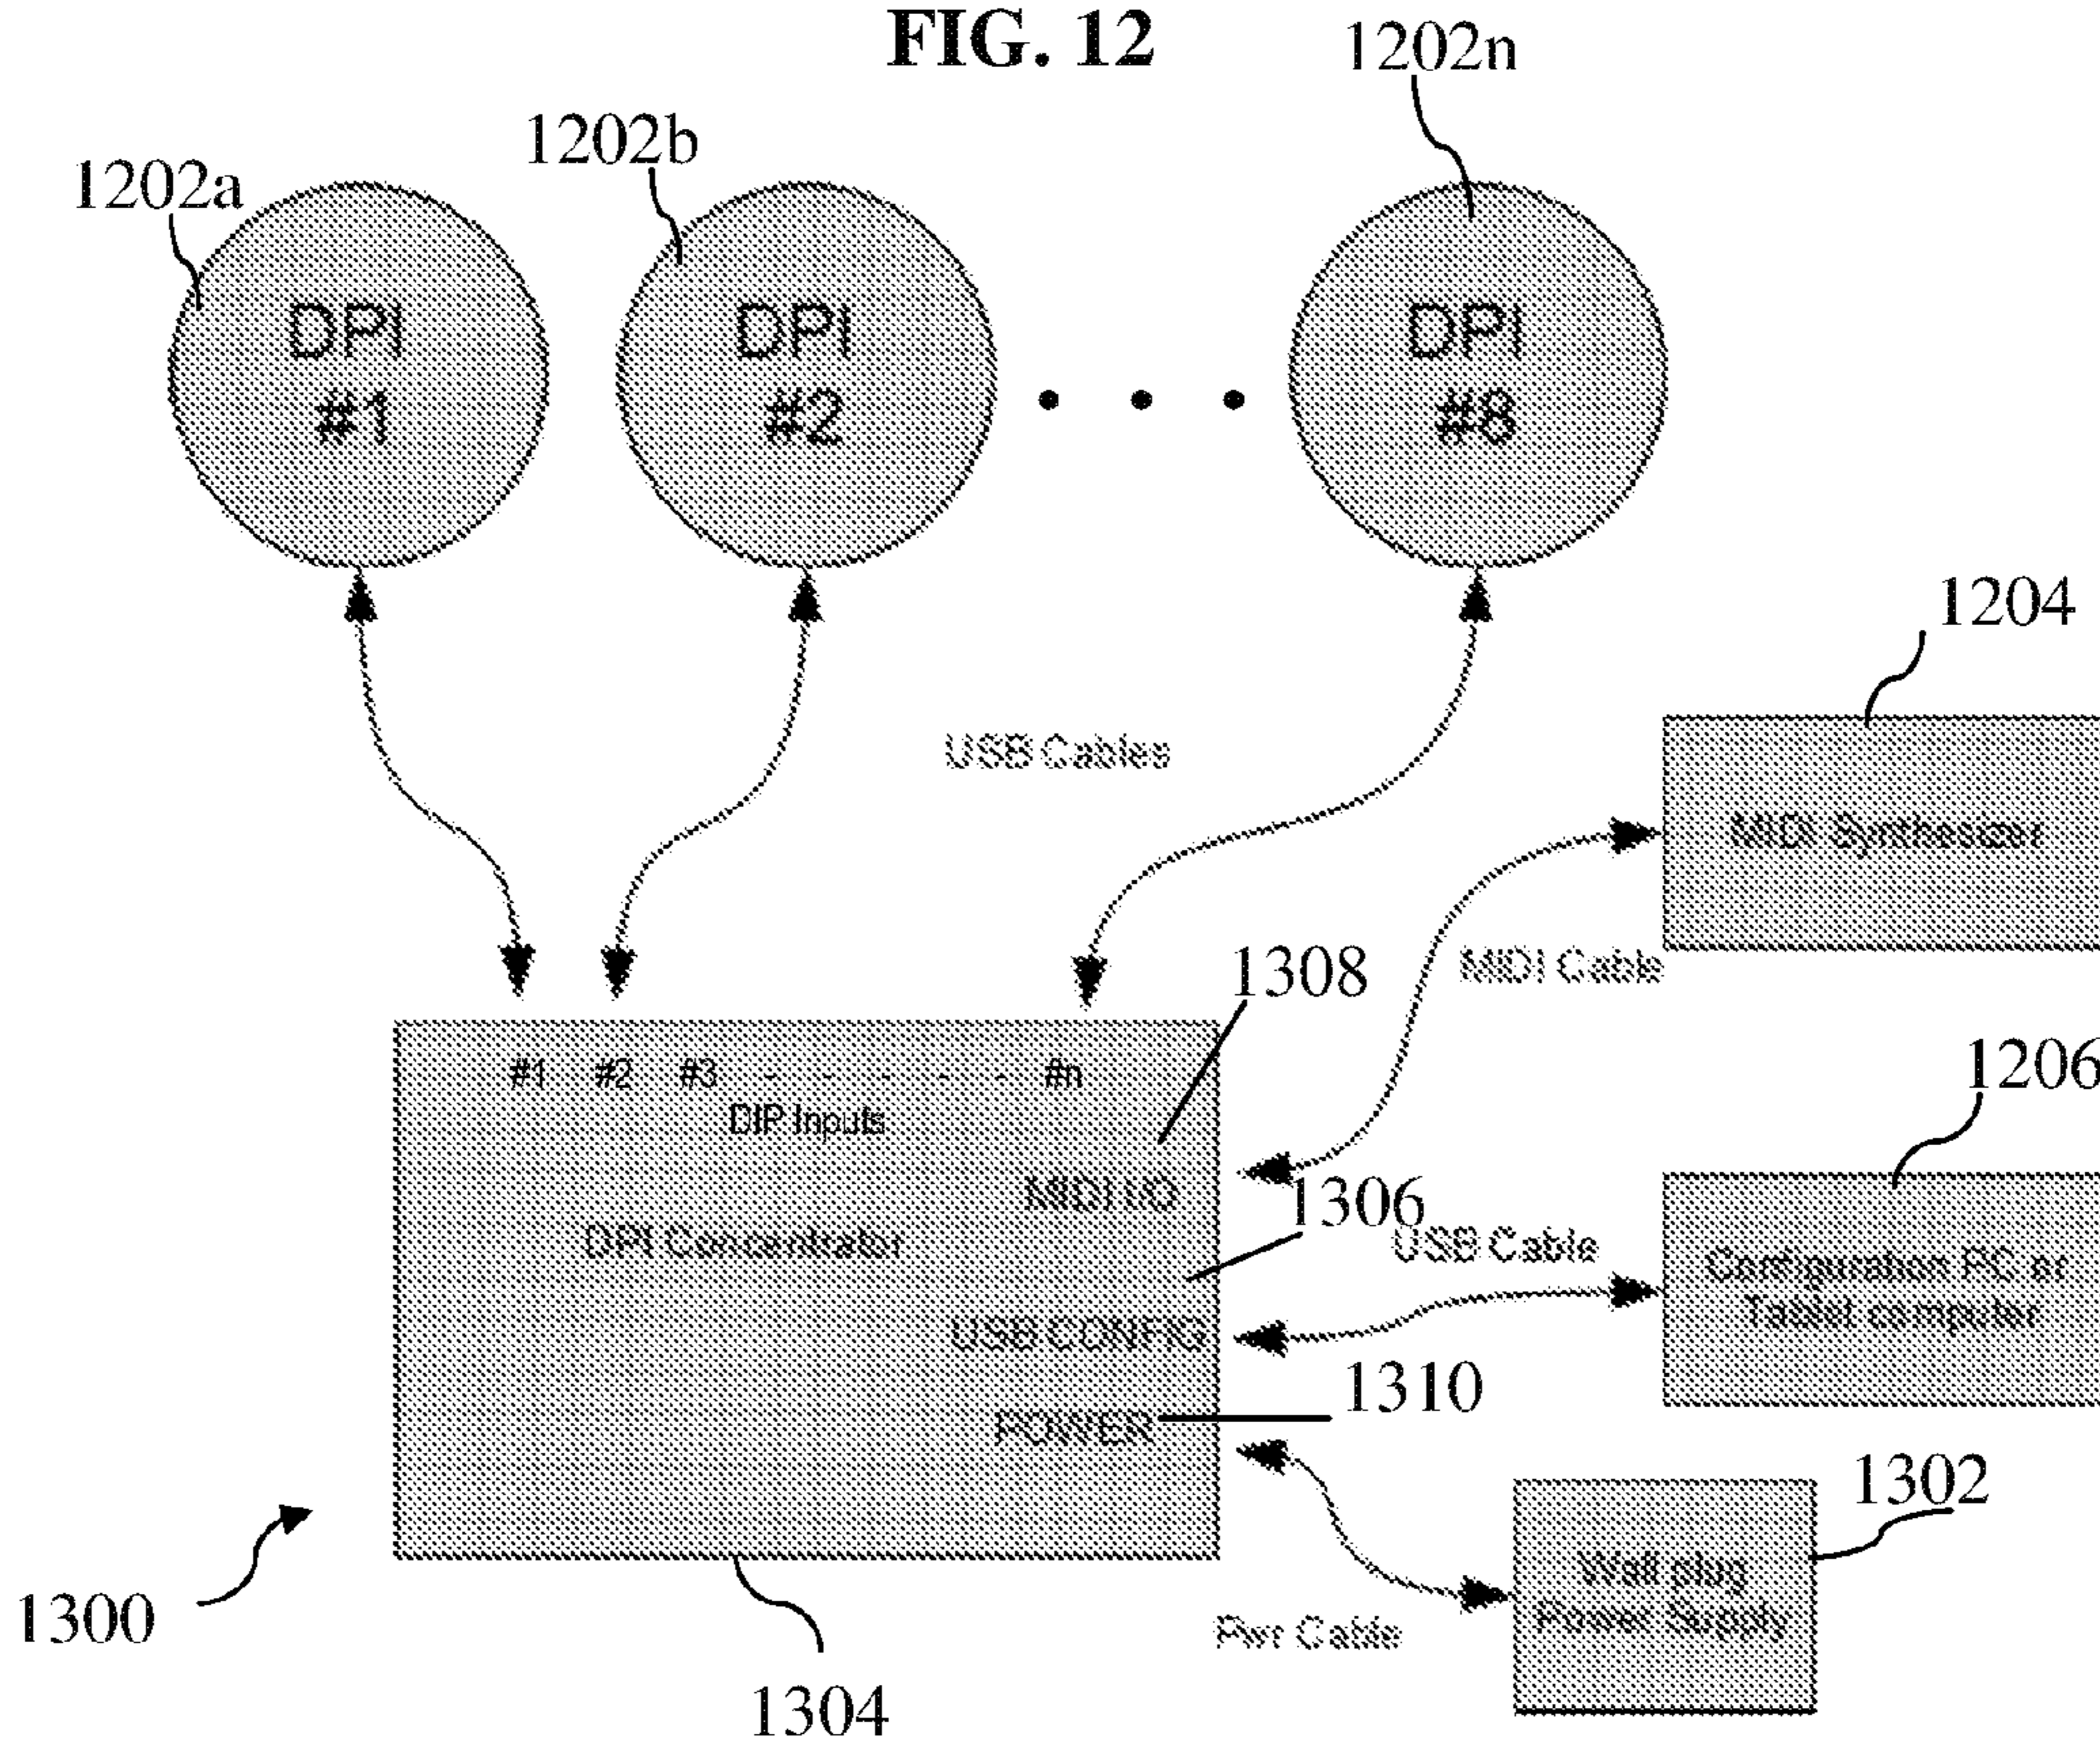 FIG. 12
1202n
1202b
1202a
DPI
#1
DPI
#2
DPI
#8
1204
USB Cables
MIDI Synthesizer
1308
MIDI Cable
1206
#1 #2 #3 - - - - - #n
DIP Inputs
MIDI I/O
1306
DPI Concentrator
USB Cable
Configuration PC or
Tablet computer
USB CONFIG
1310
POWER
1302
1300
Wall plug
Power Supply
Pwr Cable
1304